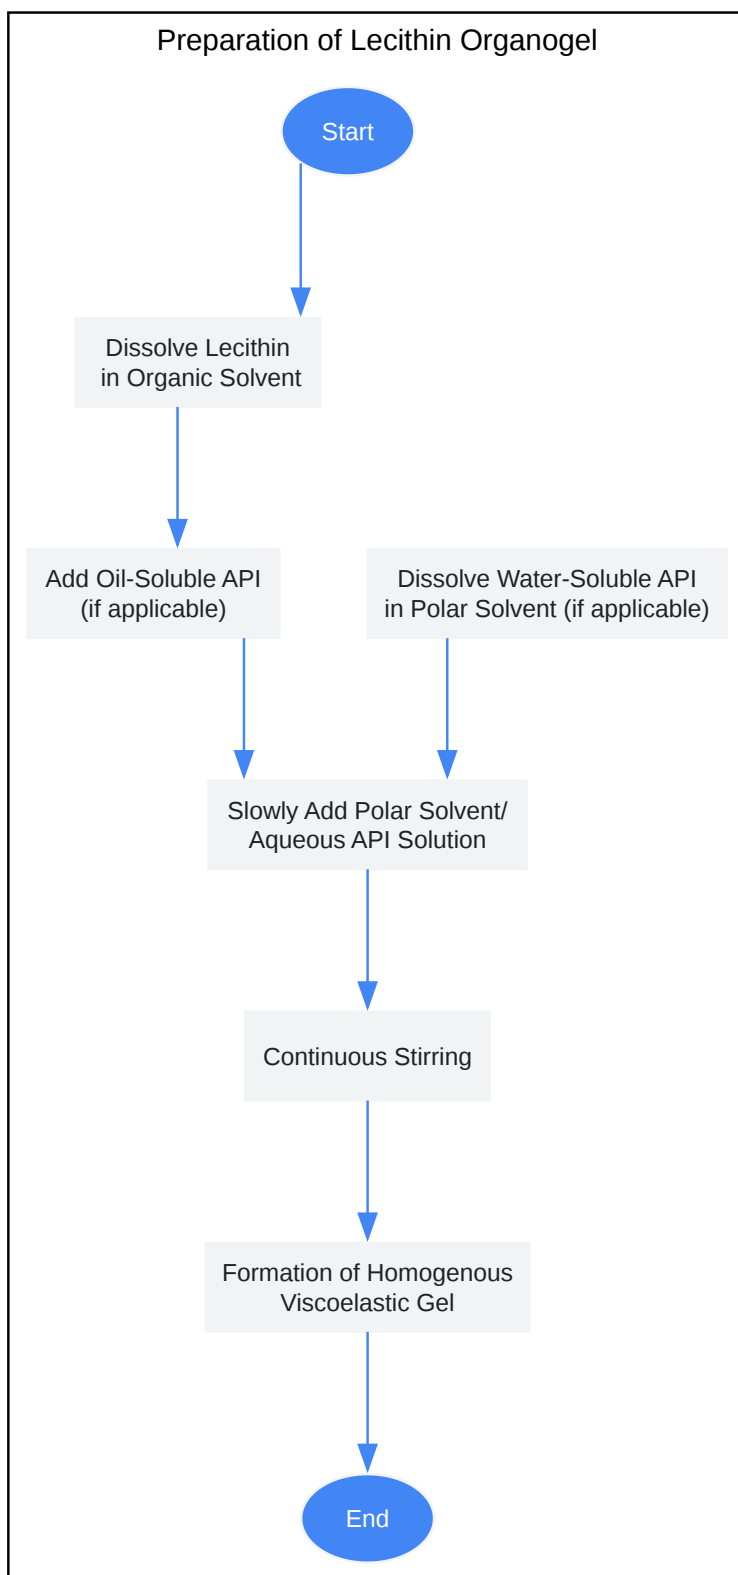 Preparation of Lecithin Organogel
Start
Dissolve Lecithin
in Organic Solvent
Add Oil-Soluble API
(if applicable)
Dissolve Water-Soluble API
in Polar Solvent (if applicable)
Slowly Add Polar Solvent/
Aqueous API Solution
Continuous Stirring
Formation of Homogenous
Viscoelastic Gel
End